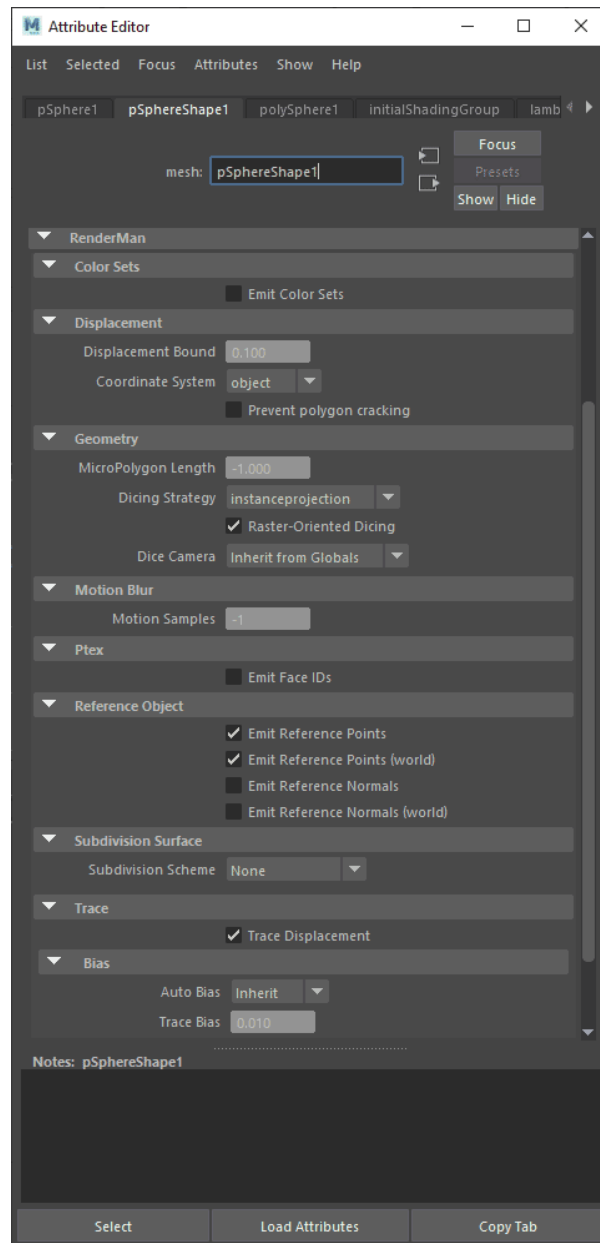 Attribute Editor
List Selected Focus Attributes Show Help
pSphere1 pSphereShape1 polySphere1 initialShadingGroup lamb
Focus
mesh: pSphereShape1
Presets
Show Hide
RenderMan
Color Sets
Emit Color Sets
Displacement
Displacement Bound 0.100
Coordinate System object
Prevent polygon cracking
Geometry
MicroPolygon Length -1.000
Dicing Strategy instanceprojection
Raster-Oriented Dicing
Dice Camera Inherit from Globals
Motion Blur
Motion Samples -1
Ptex
Emit Face IDs
Reference Object
Emit Reference Points
Emit Reference Points (world)
Emit Reference Normals
Emit Reference Normals (world)
Subdivision Surface
Subdivision Scheme None
Trace
Trace Displacement
Bias
Auto Bias Inherit
Trace Bias 0.010
Notes: pSphereShape1
Select Load Attributes Copy Tab